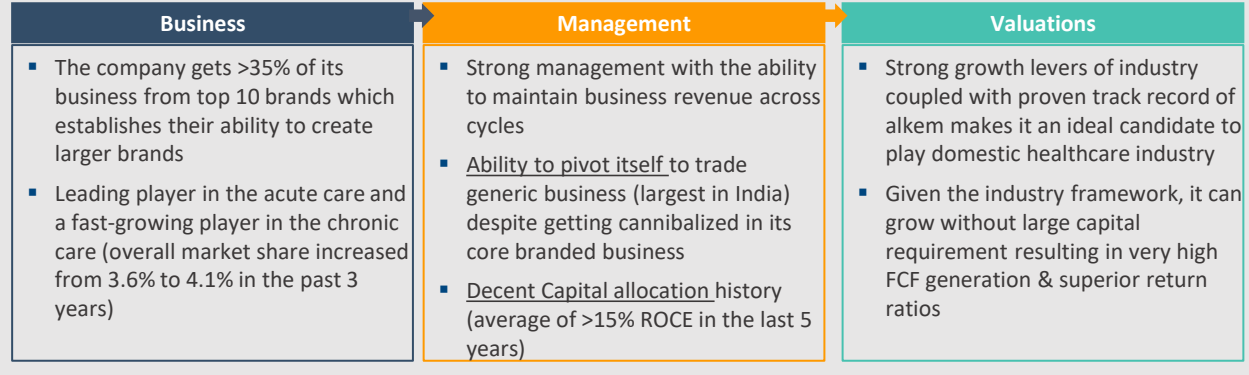 Business
▪ The company gets >35% of its
business from top 10 brands which
establishes their ability to create
larger brands
▪ Leading player in the acute care and
a fast-growing player in the chronic
care (overall market share increased
from 3.6% to 4.1% in the past 3
years)
Management
▪ Strong management with the ability
to maintain business revenue across
cycles
▪ Ability to pivot itself to trade
generic business (largest in India)
despite getting cannibalized in its
core branded business
▪ Decent Capital allocation history
(average of >15% ROCE in the last 5
years)
Valuations
▪ Strong growth levers of industry
coupled with proven track record of
alkem makes it an ideal candidate to
play domestic healthcare industry
▪ Given the industry framework, it can
grow without large capital
requirement resulting in very high
FCF generation & superior return
ratios